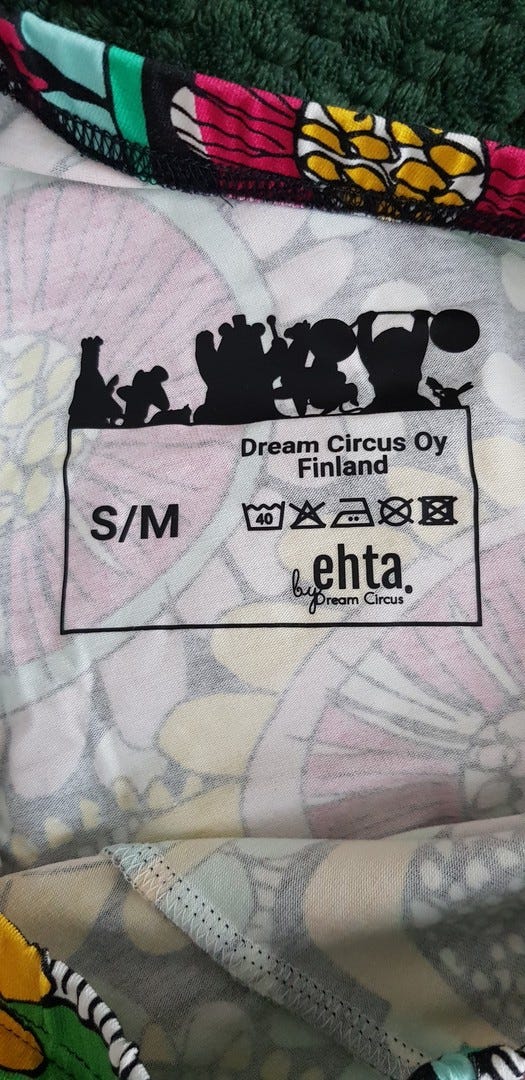 Dream Circus Oy
Finland
S/M
40
ehta.
by Dream Circus